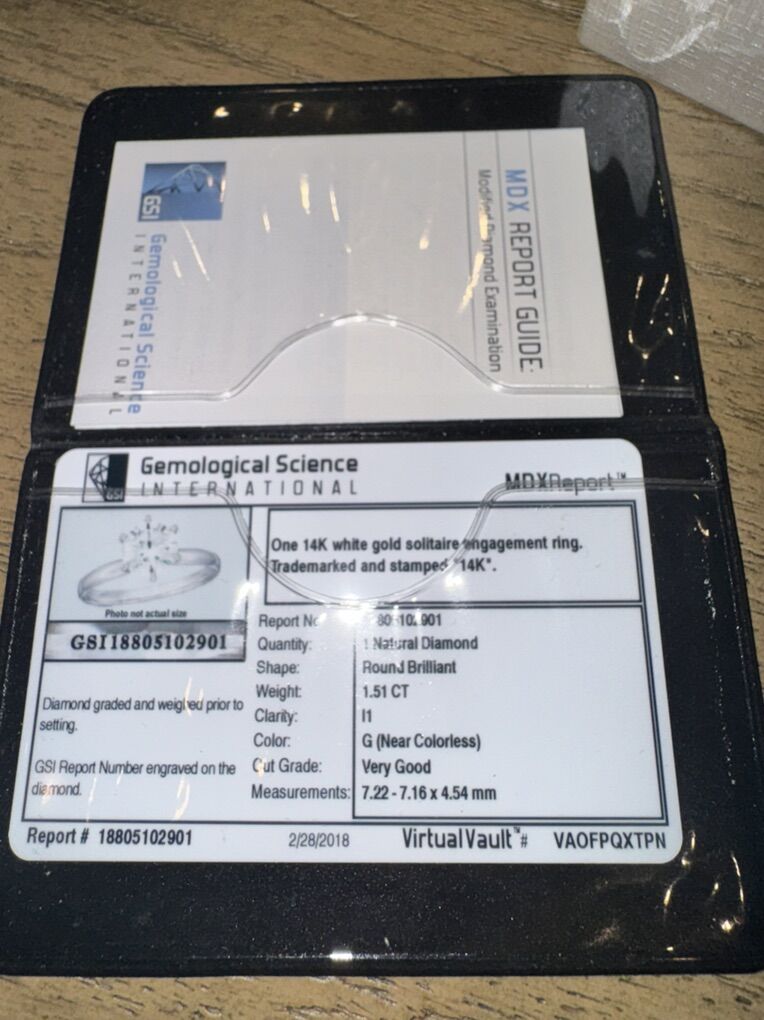 MDX REPORT GUIDE:
Modified Diamond Examination
GSI
Gemological Science
INTERNATIONAL
GSI
Gemological Science
INTERNATIONAL
MDXReport™
One 14K white gold solitaire engagement ring.
Trademarked and stamped "14K".
Photo not actual size
GSI18805102901
Diamond graded and weighed prior to
setting.
GSI Report Number engraved on the
diamond.
Report No 805102901
Quantity: 1 Natural Diamond
Shape: Round Brilliant
Weight: 1.51 CT
Clarity: I1
Color: G (Near Colorless)
Cut Grade: Very Good
Measurements: 7.22 - 7.16 x 4.54 mm
Report # 18805102901 2/28/2018 VirtualVault™# VAOFPQXTPN